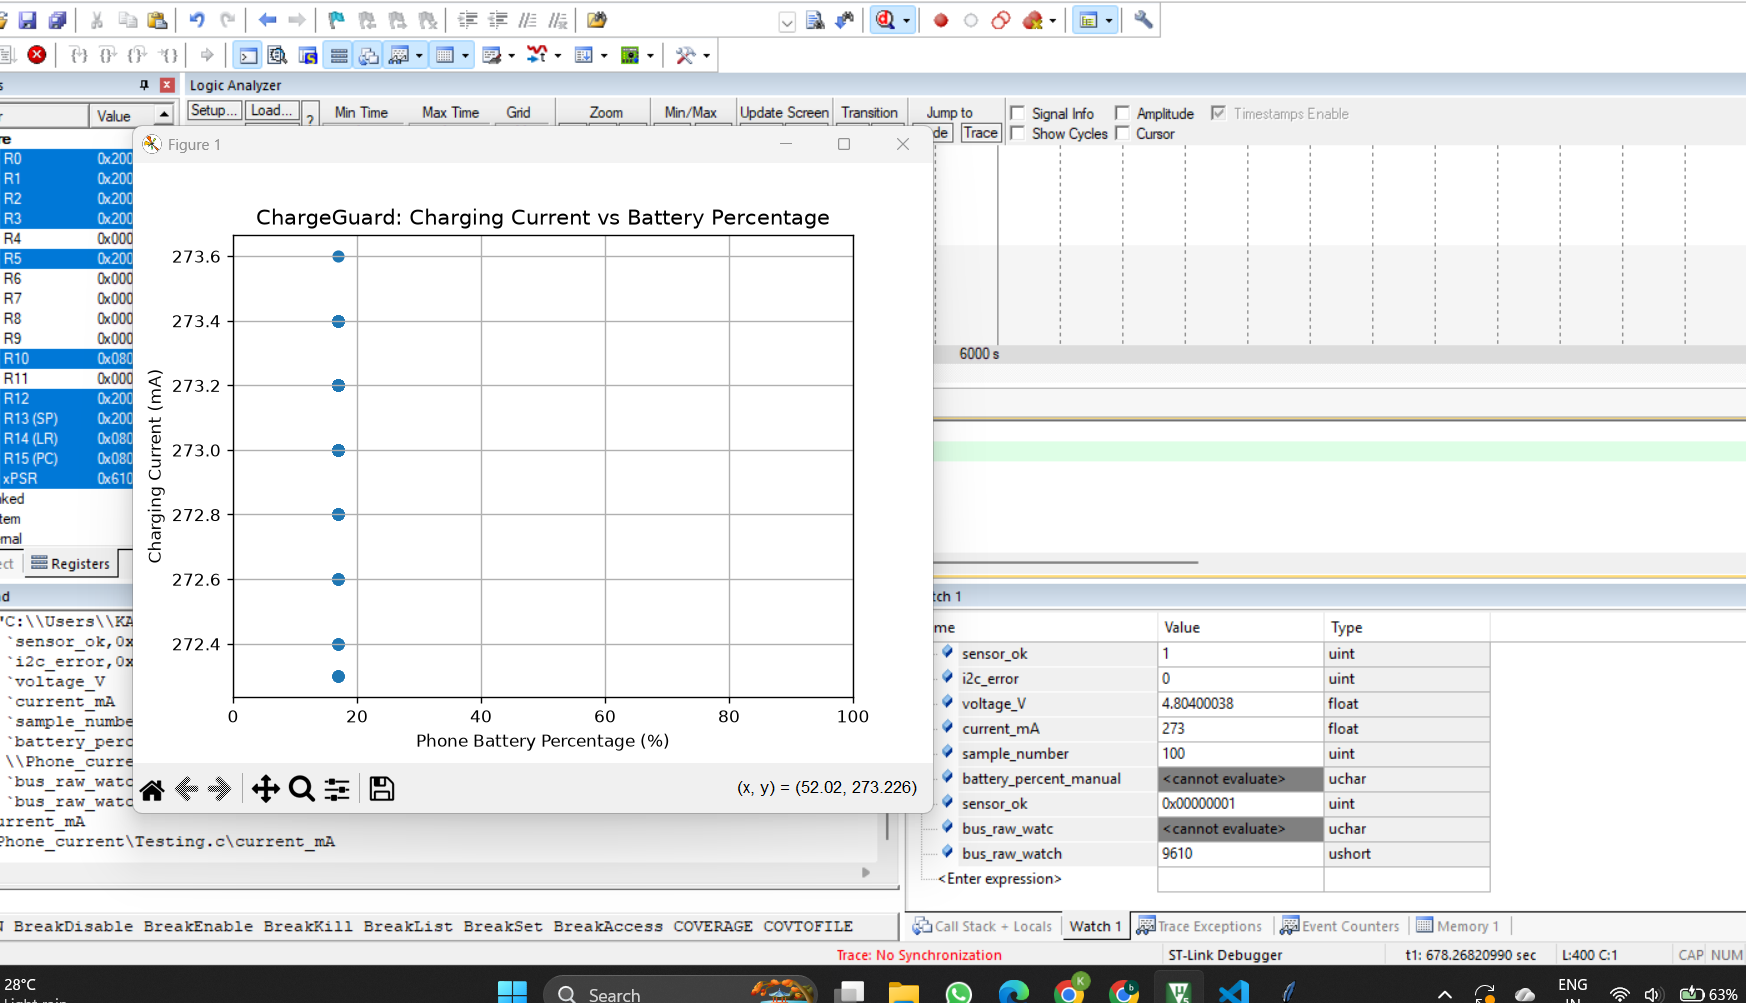 Logic Analyzer
Value
Setup... Load... ? Min Time Max Time Grid Zoom Min/Max Update Screen Transition Jump to Signal Info Amplitude Timestamps Enable
Trace Show Cycles Cursor
Figure 1
R0 0x200
R1 0x200
R2 0x200
R3 0x200
R4 0x000
R5 0x200
R6 0x000
R7 0x000
R8 0x000
R9 0x000
R10 0x080
R11 0x000
R12 0x200
R13 (SP) 0x200
R14 (LR) 0x080
R15 (PC) 0x080
xPSR 0x610
Registers
ChargeGuard: Charging Current vs Battery Percentage
Charging Current (mA)
273.6
273.4
273.2
273.0
272.8
272.6
272.4
0 20 40 60 80 100
Phone Battery Percentage (%)
(x, y) = (52.02, 273.226)
6000 s
"C:\\Users\\KA
`sensor_ok,0x
`i2c_error,0x
`voltage_V
`current_mA
`sample_numbe
`battery_perc
\\Phone_curre
`bus_raw_watc
`bus_raw_watc
urrent_mA
Phone_current\Testing.c\current_mA
BreakDisable BreakEnable BreakKill BreakList BreakSet BreakAccess COVERAGE COVTOFILE
tch 1
me Value Type
sensor_ok 1 uint
i2c_error 0 uint
voltage_V 4.80400038 float
current_mA 273 float
sample_number 100 uint
battery_percent_manual <cannot evaluate> uchar
sensor_ok 0x00000001 uint
bus_raw_watc <cannot evaluate> uchar
bus_raw_watch 9610 ushort
<Enter expression>
Call Stack + Locals Watch 1 Trace Exceptions Event Counters Memory 1
Trace: No Synchronization ST-Link Debugger t1: 678.26820990 sec L:400 C:1 CAP NUM
28°C
Search
ENG
IN
63%